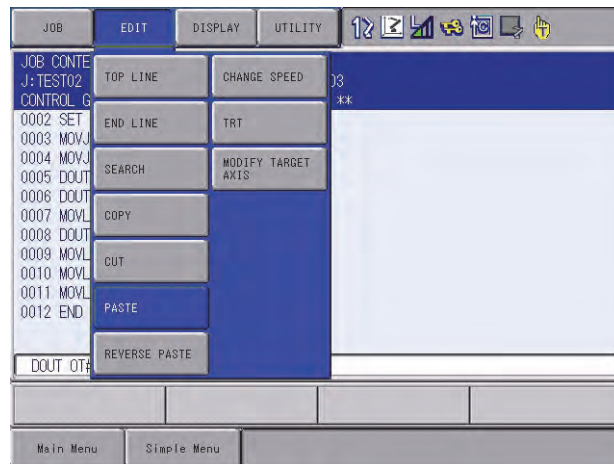 JOB EDIT DISPLAY UTILITY
JOB CONTE
J:TEST02 03
CONTROL G **
TOP LINE CHANGE SPEED
END LINE TRT
SEARCH MODIFY TARGET
AXIS
COPY
CUT
PASTE
REVERSE PASTE
0002 SET
0003 MOVJ
0004 MOVJ
0005 DOUT
0006 DOUT
0007 MOVL
0008 DOUT
0009 MOVL
0010 MOVL
0011 MOVL
0012 END
DOUT OT#
Main Menu Simple Menu